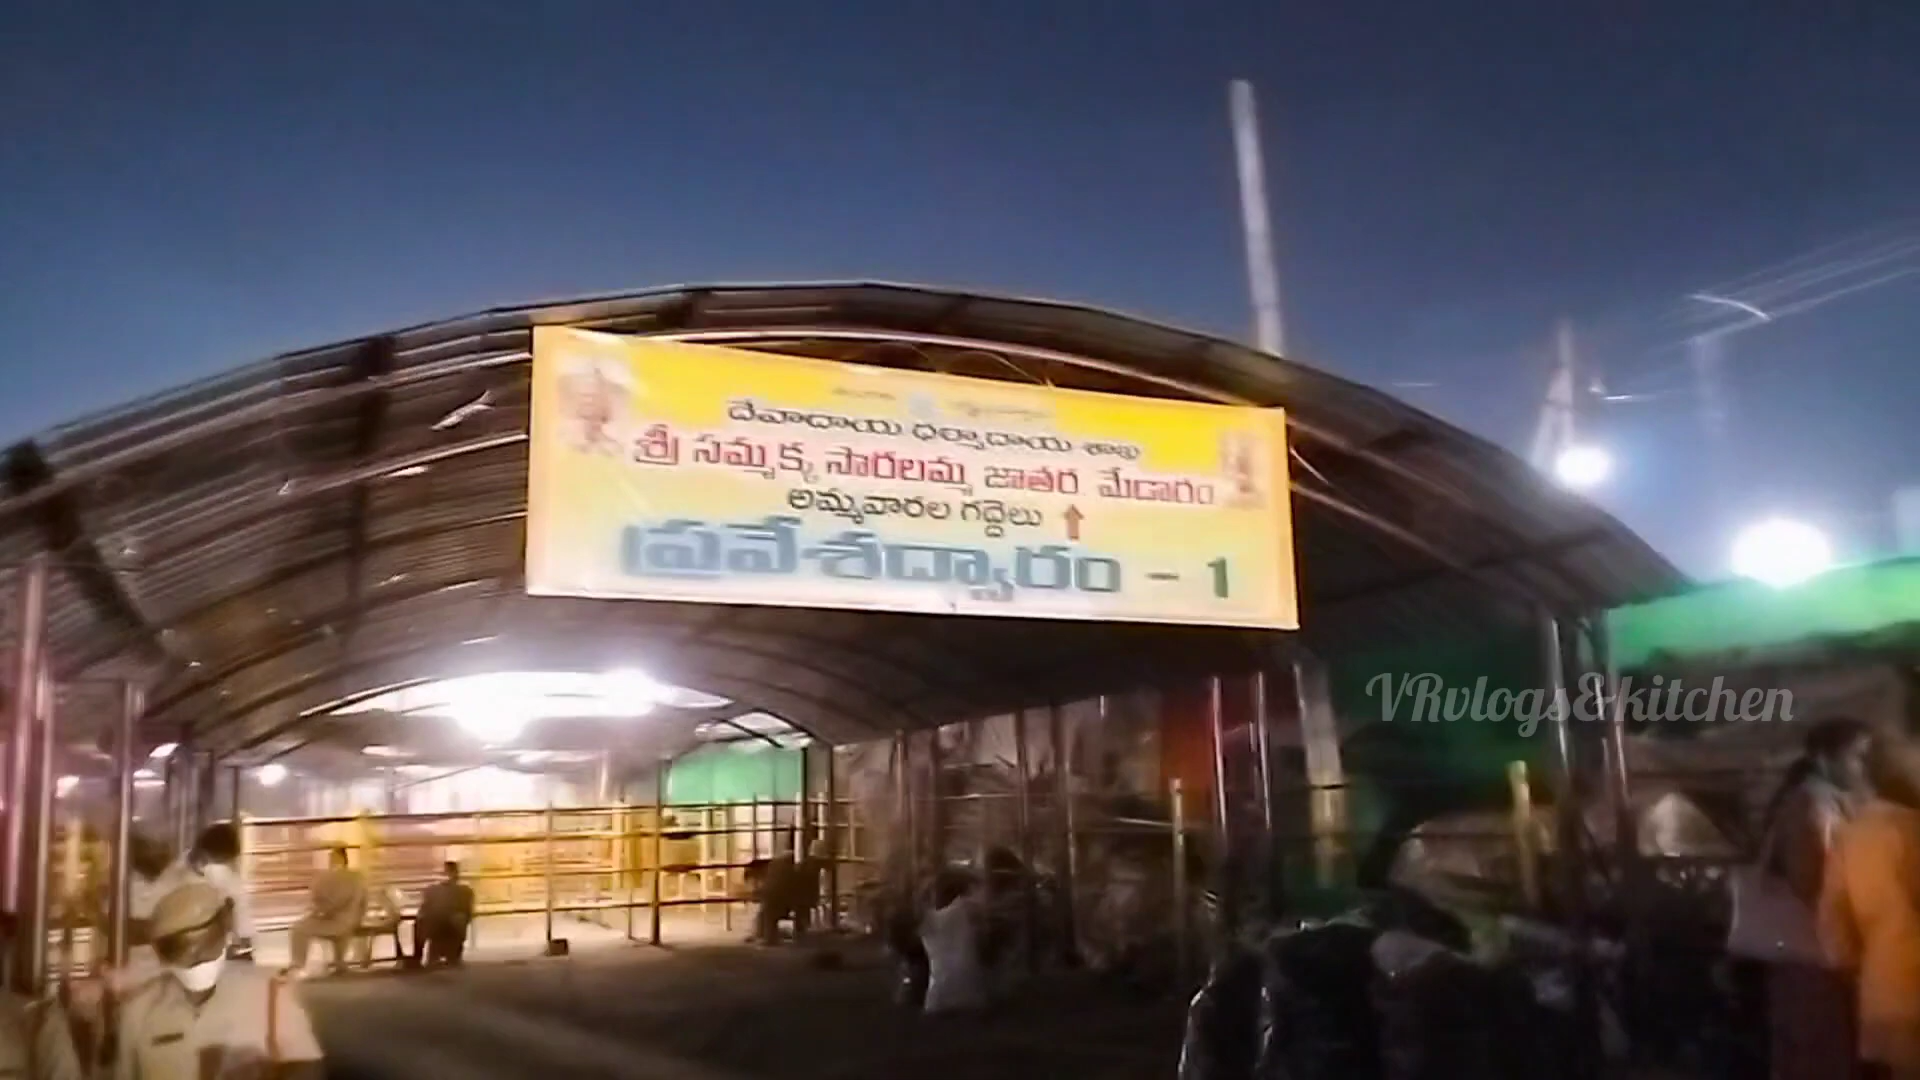 దేవాదాయ ధర్మాదాయ శాఖ
శ్రీ సమ్మక్క సారలమ్మ జాతర మేడారం
అమ్మవారల గద్దెలు ↑
ప్రవేశద్వారం - 1
VRvlogs&kitchen